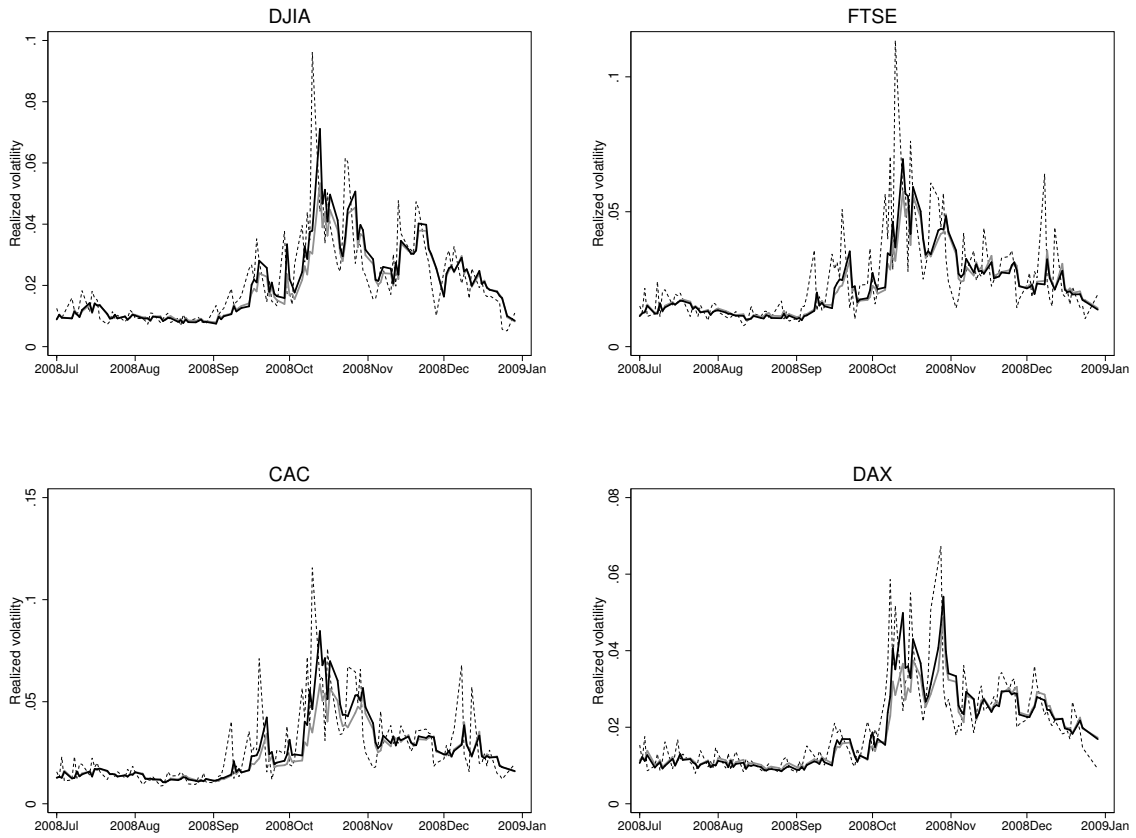 DJIA
Realized volatility
0 .02 .04 .06 .08 .1
2008Jul 2008Aug 2008Sep 2008Oct 2008Nov 2008Dec 2009Jan
FTSE
Realized volatility
0 .05 .1
2008Jul 2008Aug 2008Sep 2008Oct 2008Nov 2008Dec 2009Jan
CAC
Realized volatility
0 .05 .1 .15
2008Jul 2008Aug 2008Sep 2008Oct 2008Nov 2008Dec 2009Jan
DAX
Realized volatility
0 .02 .04 .06 .08
2008Jul 2008Aug 2008Sep 2008Oct 2008Nov 2008Dec 2009Jan